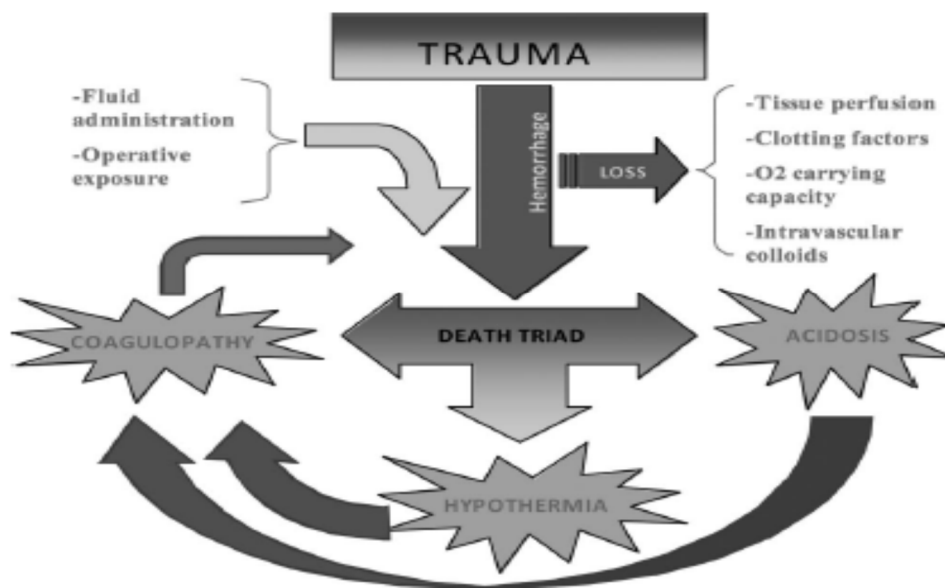 TRAUMA
-Fluid
administration
-Operative
exposure
Hemorrhage
LOSS
-Tissue perfusion
-Clotting factors
-O2 carrying
capacity
-Intravascular
colloids
COAGULOPATHY
DEATH TRIAD
ACIDOSIS
HYPOTHERMIA